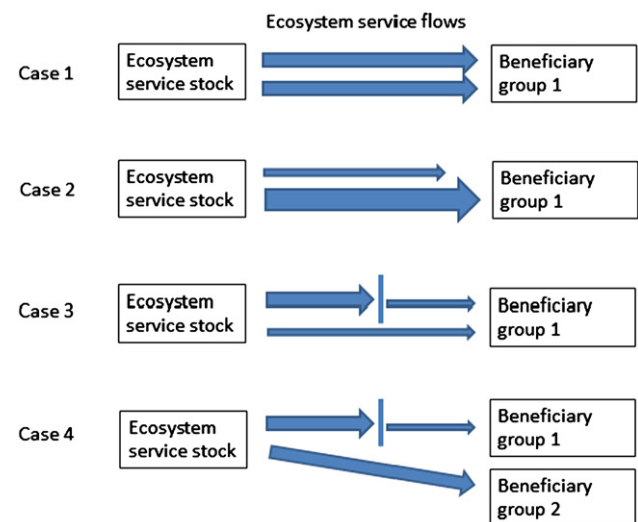 Ecosystem service flows
Case 1
Ecosystem
service stock
Beneficiary
group 1
Case 2
Ecosystem
service stock
Beneficiary
group 1
Case 3
Ecosystem
service stock
Beneficiary
group 1
Case 4
Ecosystem
service stock
Beneficiary
group 1
Beneficiary
group 2